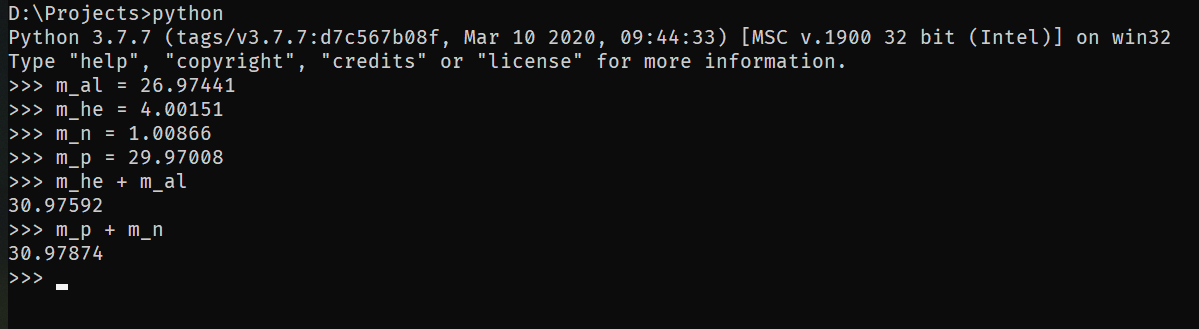 D:\Projects>python
Python 3.7.7 (tags/v3.7.7:d7c567b08f, Mar 10 2020, 09:44:33) [MSC v.1900 32 bit (Intel)] on win32
Type "help", "copyright", "credits" or "license" for more information.
>>> m_al = 26.97441
>>> m_he = 4.00151
>>> m_n = 1.00866
>>> m_p = 29.97008
>>> m_he + m_al
30.97592
>>> m_p + m_n
30.97874
>>>